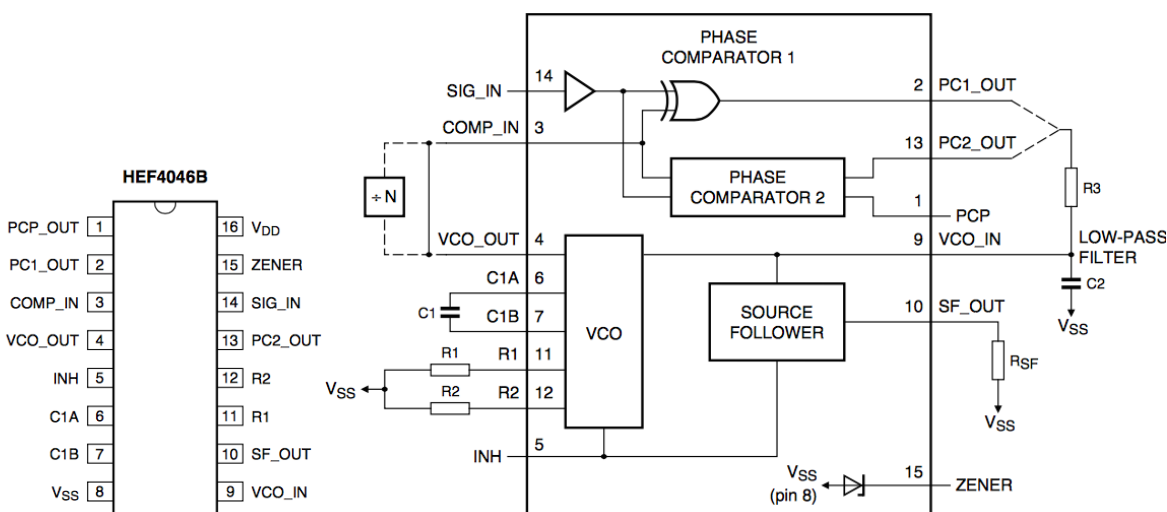 HEF4046B
PCP_OUT 1 16 VDD
PC1_OUT 2 15 ZENER
COMP_IN 3 14 SIG_IN
VCO_OUT 4 13 PC2_OUT
INH 5 12 R2
C1A 6 11 R1
C1B 7 10 SF_OUT
VSS 8 9 VCO_IN
PHASE
COMPARATOR 1
SIG_IN 14
2 PC1_OUT
COMP_IN 3
13 PC2_OUT
÷ N
PHASE
COMPARATOR 2
R3
1
PCP
VCO_OUT 4
9 VCO_IN
LOW-PASS
FILTER
C1A 6
C2
C1
C1B 7
VCO
SOURCE
FOLLOWER
10 SF_OUT
VSS
R1 R1 11
VSS
R2 R2 12
RSF
VSS
INH 5
VSS
(pin 8)
15
ZENER